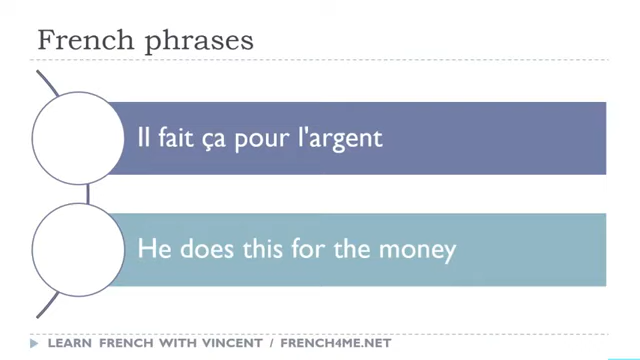 French phrases
Il fait ça pour l'argent
He does this for the money
LEARN FRENCH WITH VINCENT / FRENCH4ME.NET